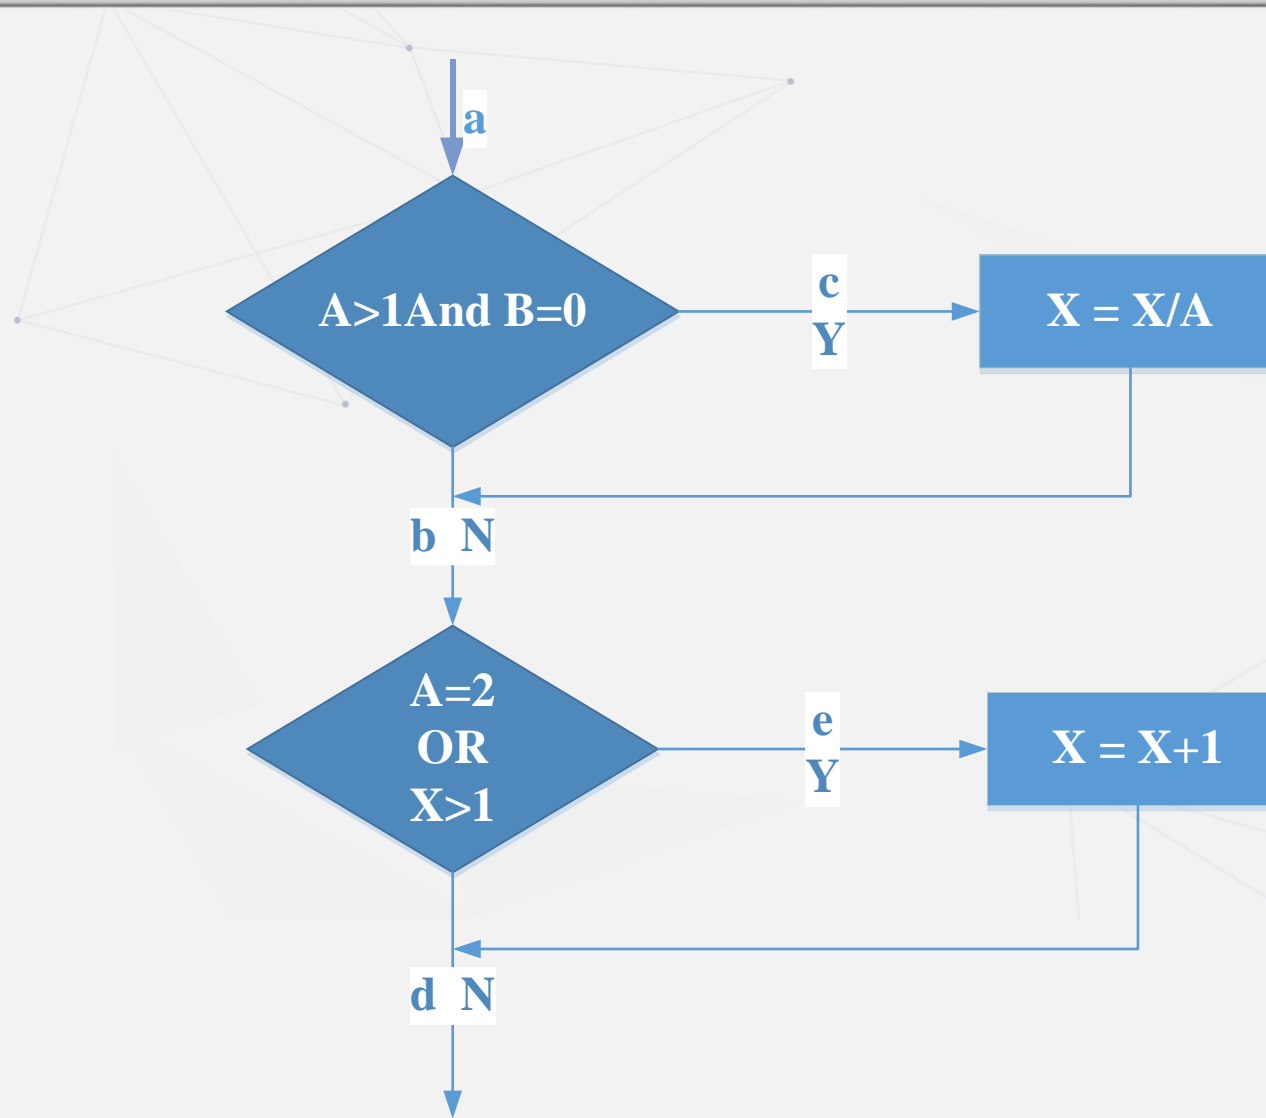 a
A>1And B=0
c
Y
X = X/A
b N
A=2
OR
X>1
e
Y
X = X+1
d N